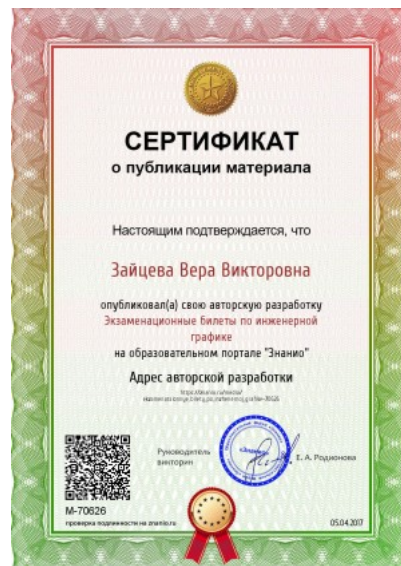 СЕРТИФИКАТ
о публикации материала
Настоящим подтверждается, что
Зайцева Вера Викторовна
опубликовал(а) свою авторскую разработку
Экзаменационные билеты по инженерной
графике
на образовательном портале "Знанио"
Адрес авторской разработки
Руководитель
викторин
«Знанио»
Е. А. Родионова
M-70626
проверка подлинности на znanio.ru
05.04.2017